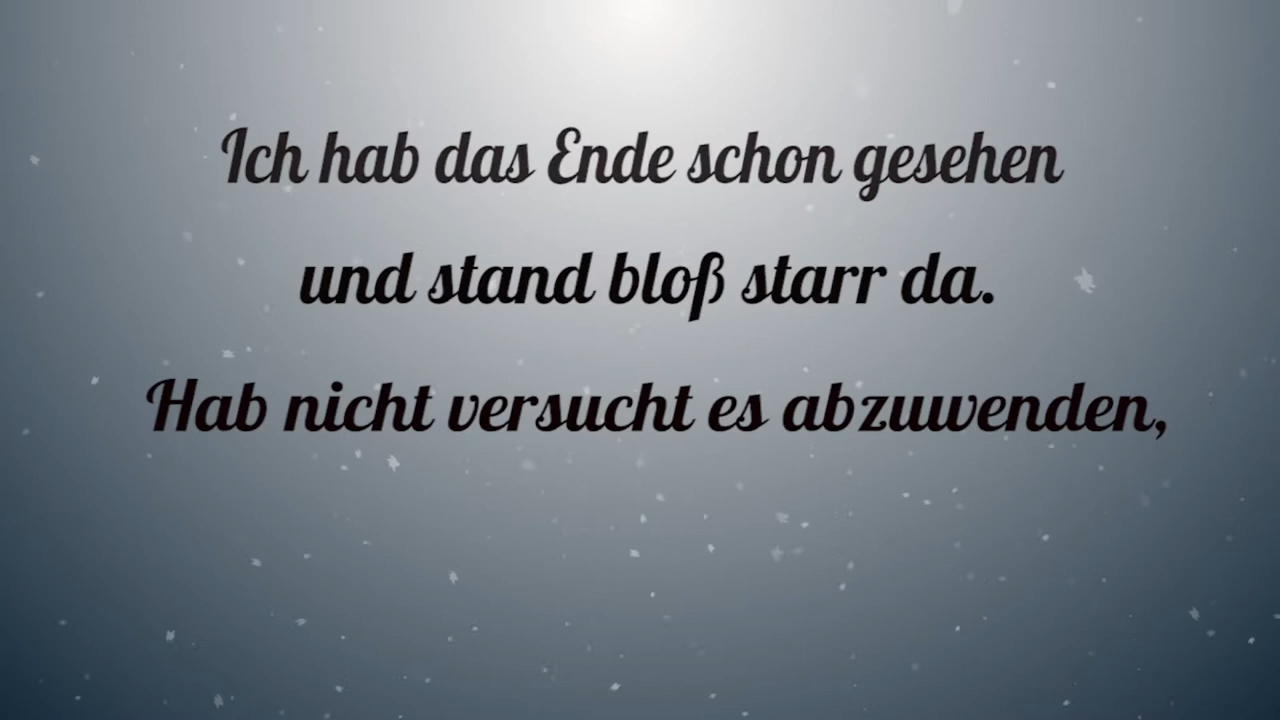 Ich hab das Ende schon gesehen
und stand bloß starr da.
Hab nicht versucht es abzuwenden,